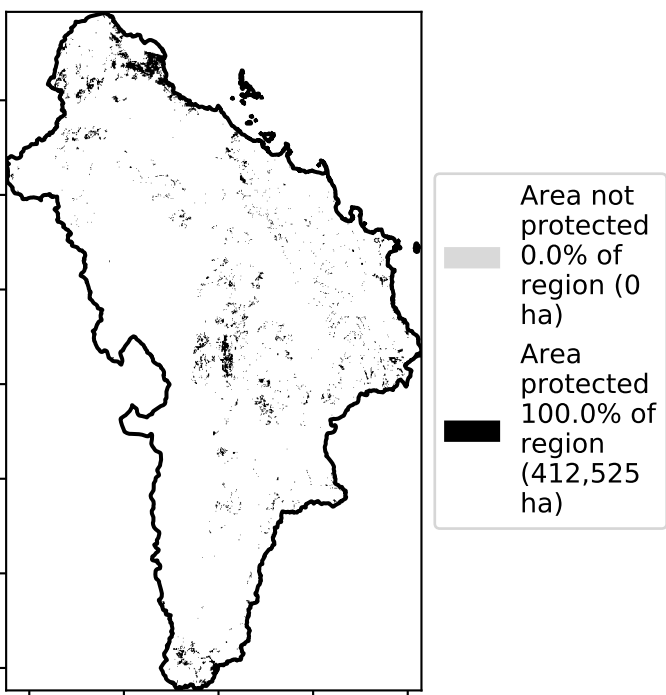 Area not
protected
0.0% of
region (0
ha)
Area
protected
100.0% of
region
(412,525
ha)